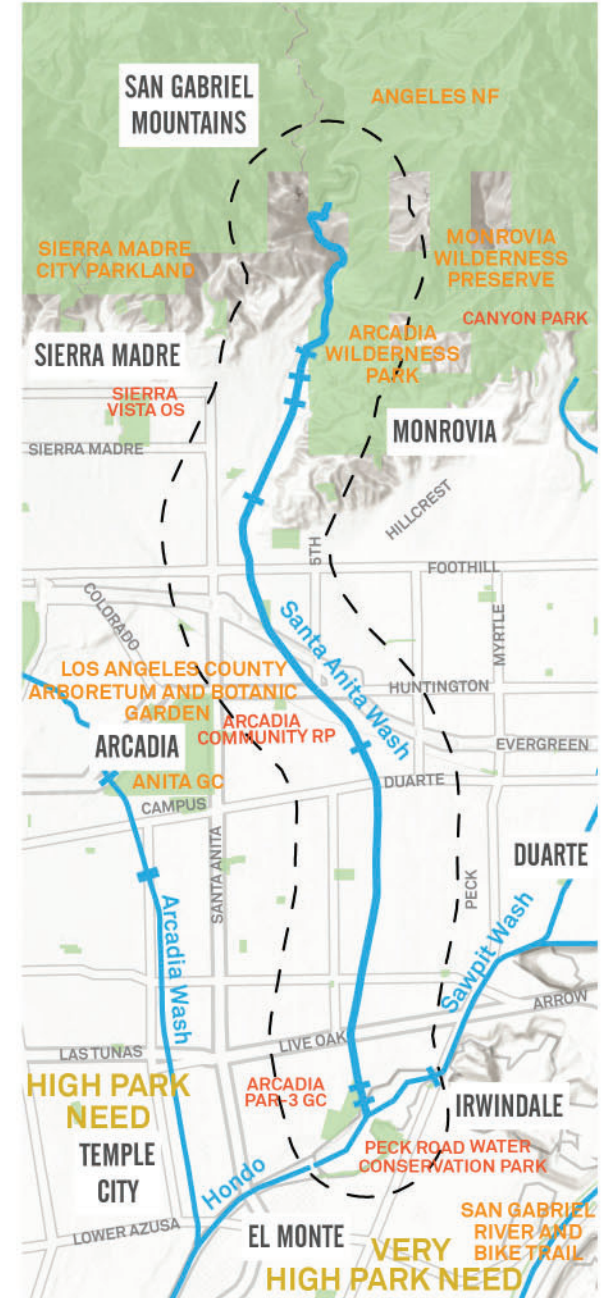 SAN GABRIEL
MOUNTAINS
ANGELES NF
SIERRA MADRE
CITY PARKLAND
MONROVIA
WILDERNESS
PRESERVE
CANYON PARK
ARCADIA
WILDERNESS
PARK
SIERRA MADRE
SIERRA
VISTA OS
MONROVIA
SIERRA MADRE
HILLCREST
5TH
FOOTHILL
COLORADO
MYRTLE
Santa Anita Wash
LOS ANGELES COUNTY
ARBORETUM AND BOTANIC
GARDEN
HUNTINGTON
ARCADIA
COMMUNITY RP
ARCADIA
EVERGREEN
ANITA GC
DUARTE
CAMPUS
SANTA ANITA
DUARTE
PECK
Arcadia Wash
Sawpit Wash
ARROW
LIVE OAK
LAS TUNAS
HIGH PARK
NEED
ARCADIA
PAR-3 GC
IRWINDALE
TEMPLE
CITY
PECK ROAD WATER
CONSERVATION PARK
Hondo
LOWER AZUSA
EL MONTE
SAN GABRIEL
RIVER AND
BIKE TRAIL
VERY
HIGH PARK NEED